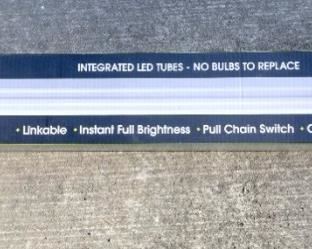 INTEGRATED LED TUBES - NO BULBS TO REPLACE
• Linkable • Instant Full Brightness • Pull Chain Switch •